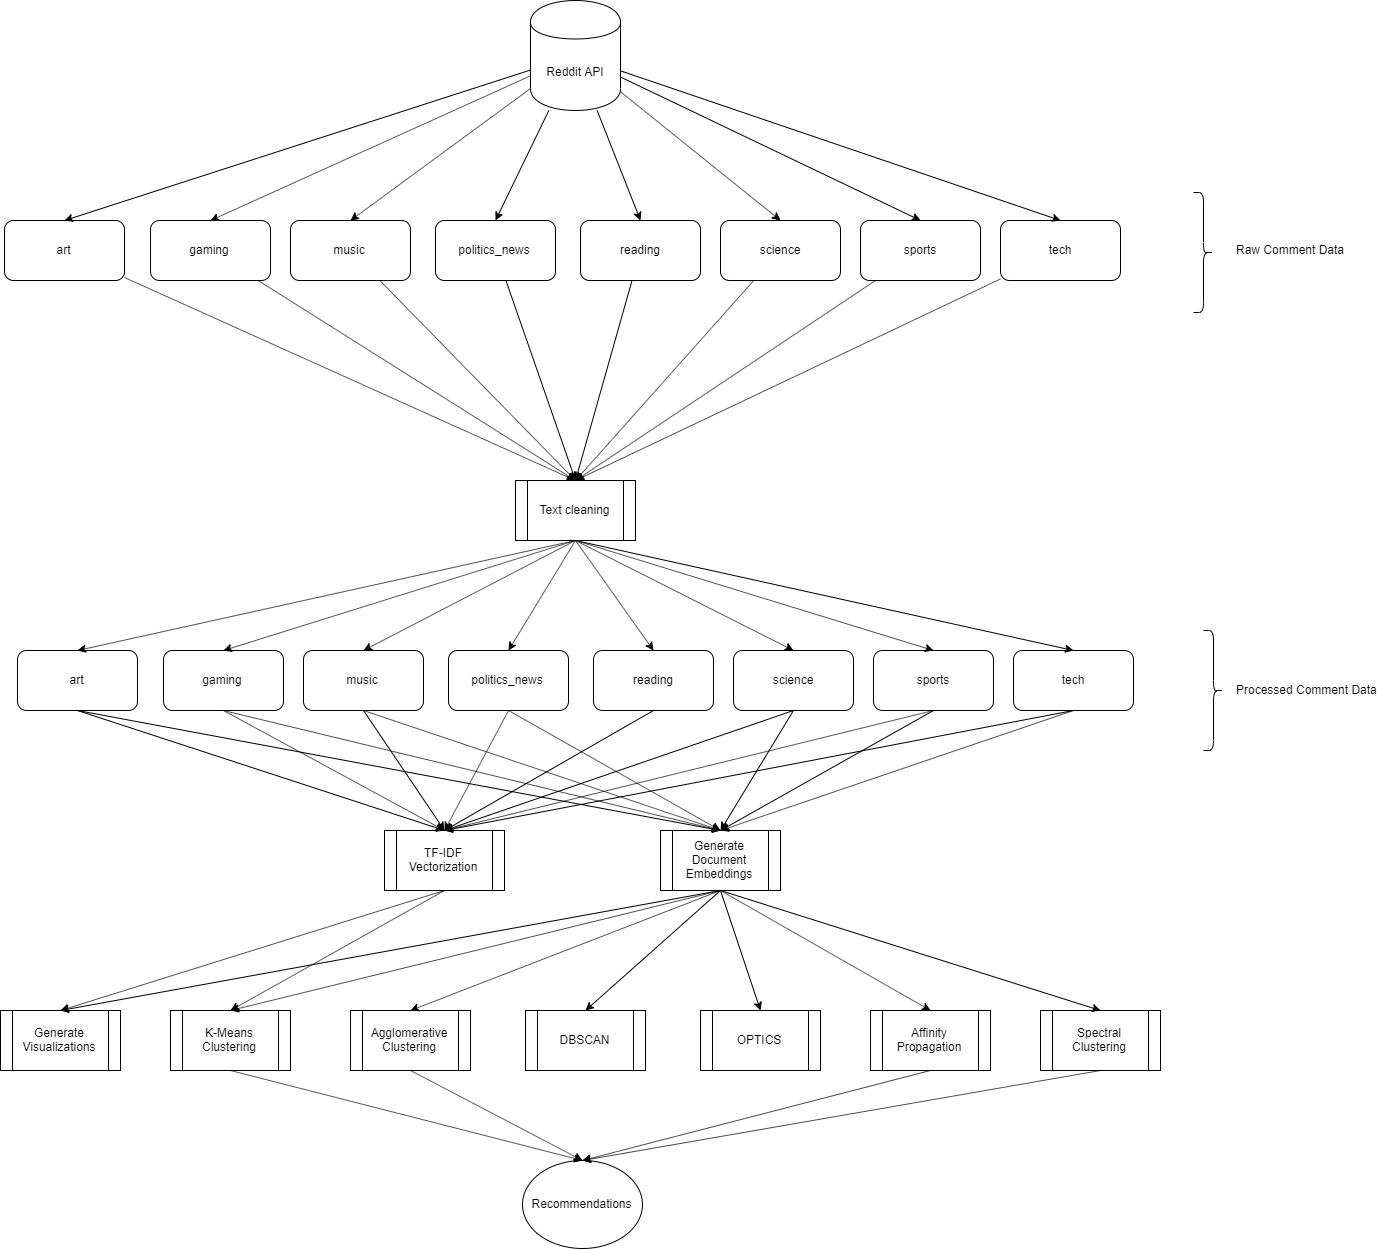 Reddit API
art
gaming
music
politics_news
reading
science
sports
tech
Raw Comment Data
Text cleaning
art
gaming
music
politics_news
reading
science
sports
tech
Processed Comment Data
TF-IDF
Vectorization
Generate
Document
Embeddings
Generate
Visualizations
K-Means
Clustering
Agglomerative
Clustering
DBSCAN
OPTICS
Affinity
Propagation
Spectral
Clustering
Recommendations